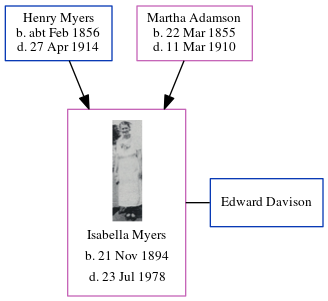 Henry Myers
b. abt Feb 1856
d. 27 Apr 1914
Martha Adamson
b. 22 Mar 1855
d. 11 Mar 1910
Isabella Myers
b. 21 Nov 1894
d. 23 Jul 1978
Edward Davison